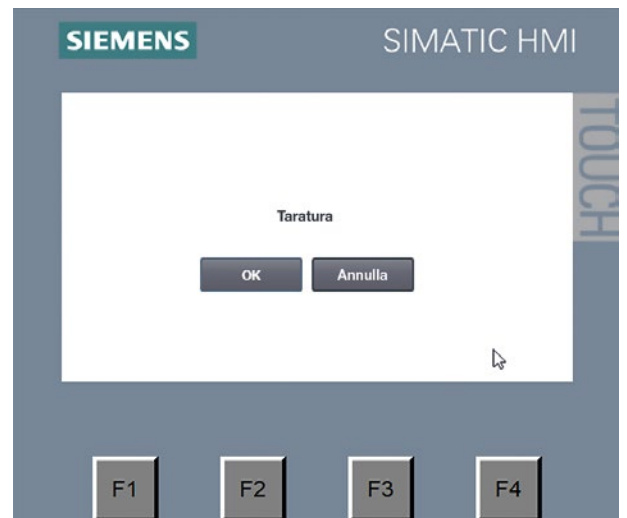 SIEMENS
SIMATIC HMI
TOUCH
Taratura
OK
Annulla
F1
F2
F3
F4